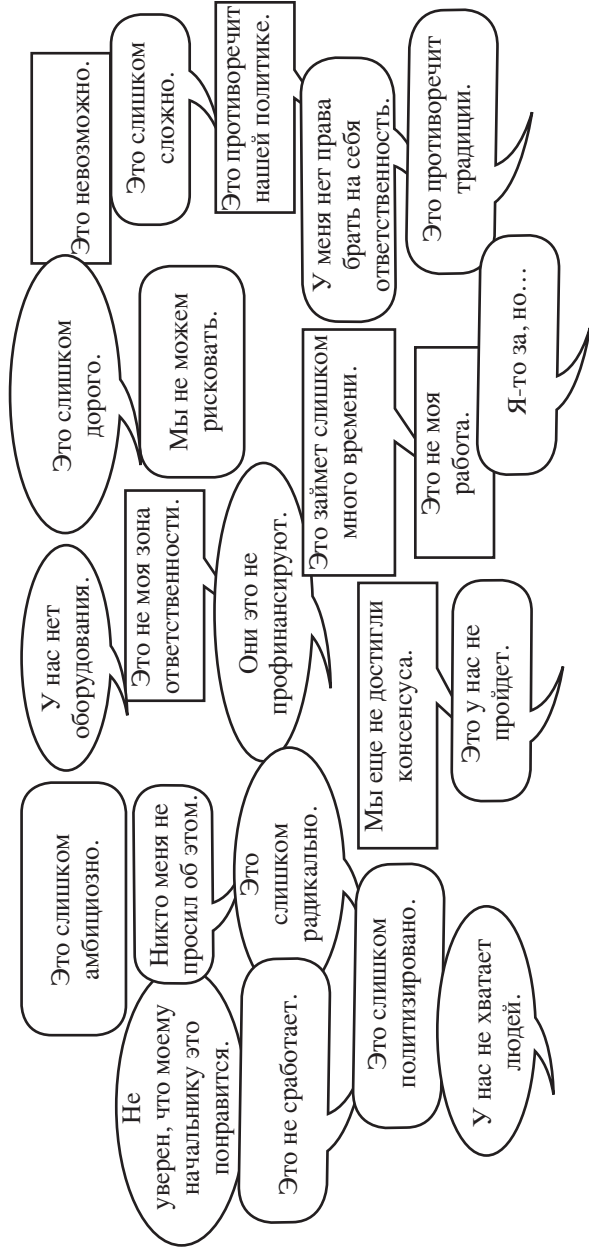 Это слишком
амбициозно.
У нас нет
оборудования.
Это слишком
дорого.
Это невозможно.
Не
уверен, что моему
начальнику это
понравится.
Никто меня не
просил об этом.
Это не моя зона
ответственности.
Мы не можем
рисковать.
Это слишком
сложно.
Это не сработает.
Это
слишком
радикально.
Они это не
профинансируют.
Это противоречит
нашей политике.
Это слишком
политизировано.
Мы еще не достигли
консенсуса.
Это займет слишком
много времени.
У меня нет права
брать на себя
ответственность.
У нас не хватает
людей.
Это у нас не
пройдет.
Это не моя
работа.
Я-то за, но…
Это противоречит
традиции.